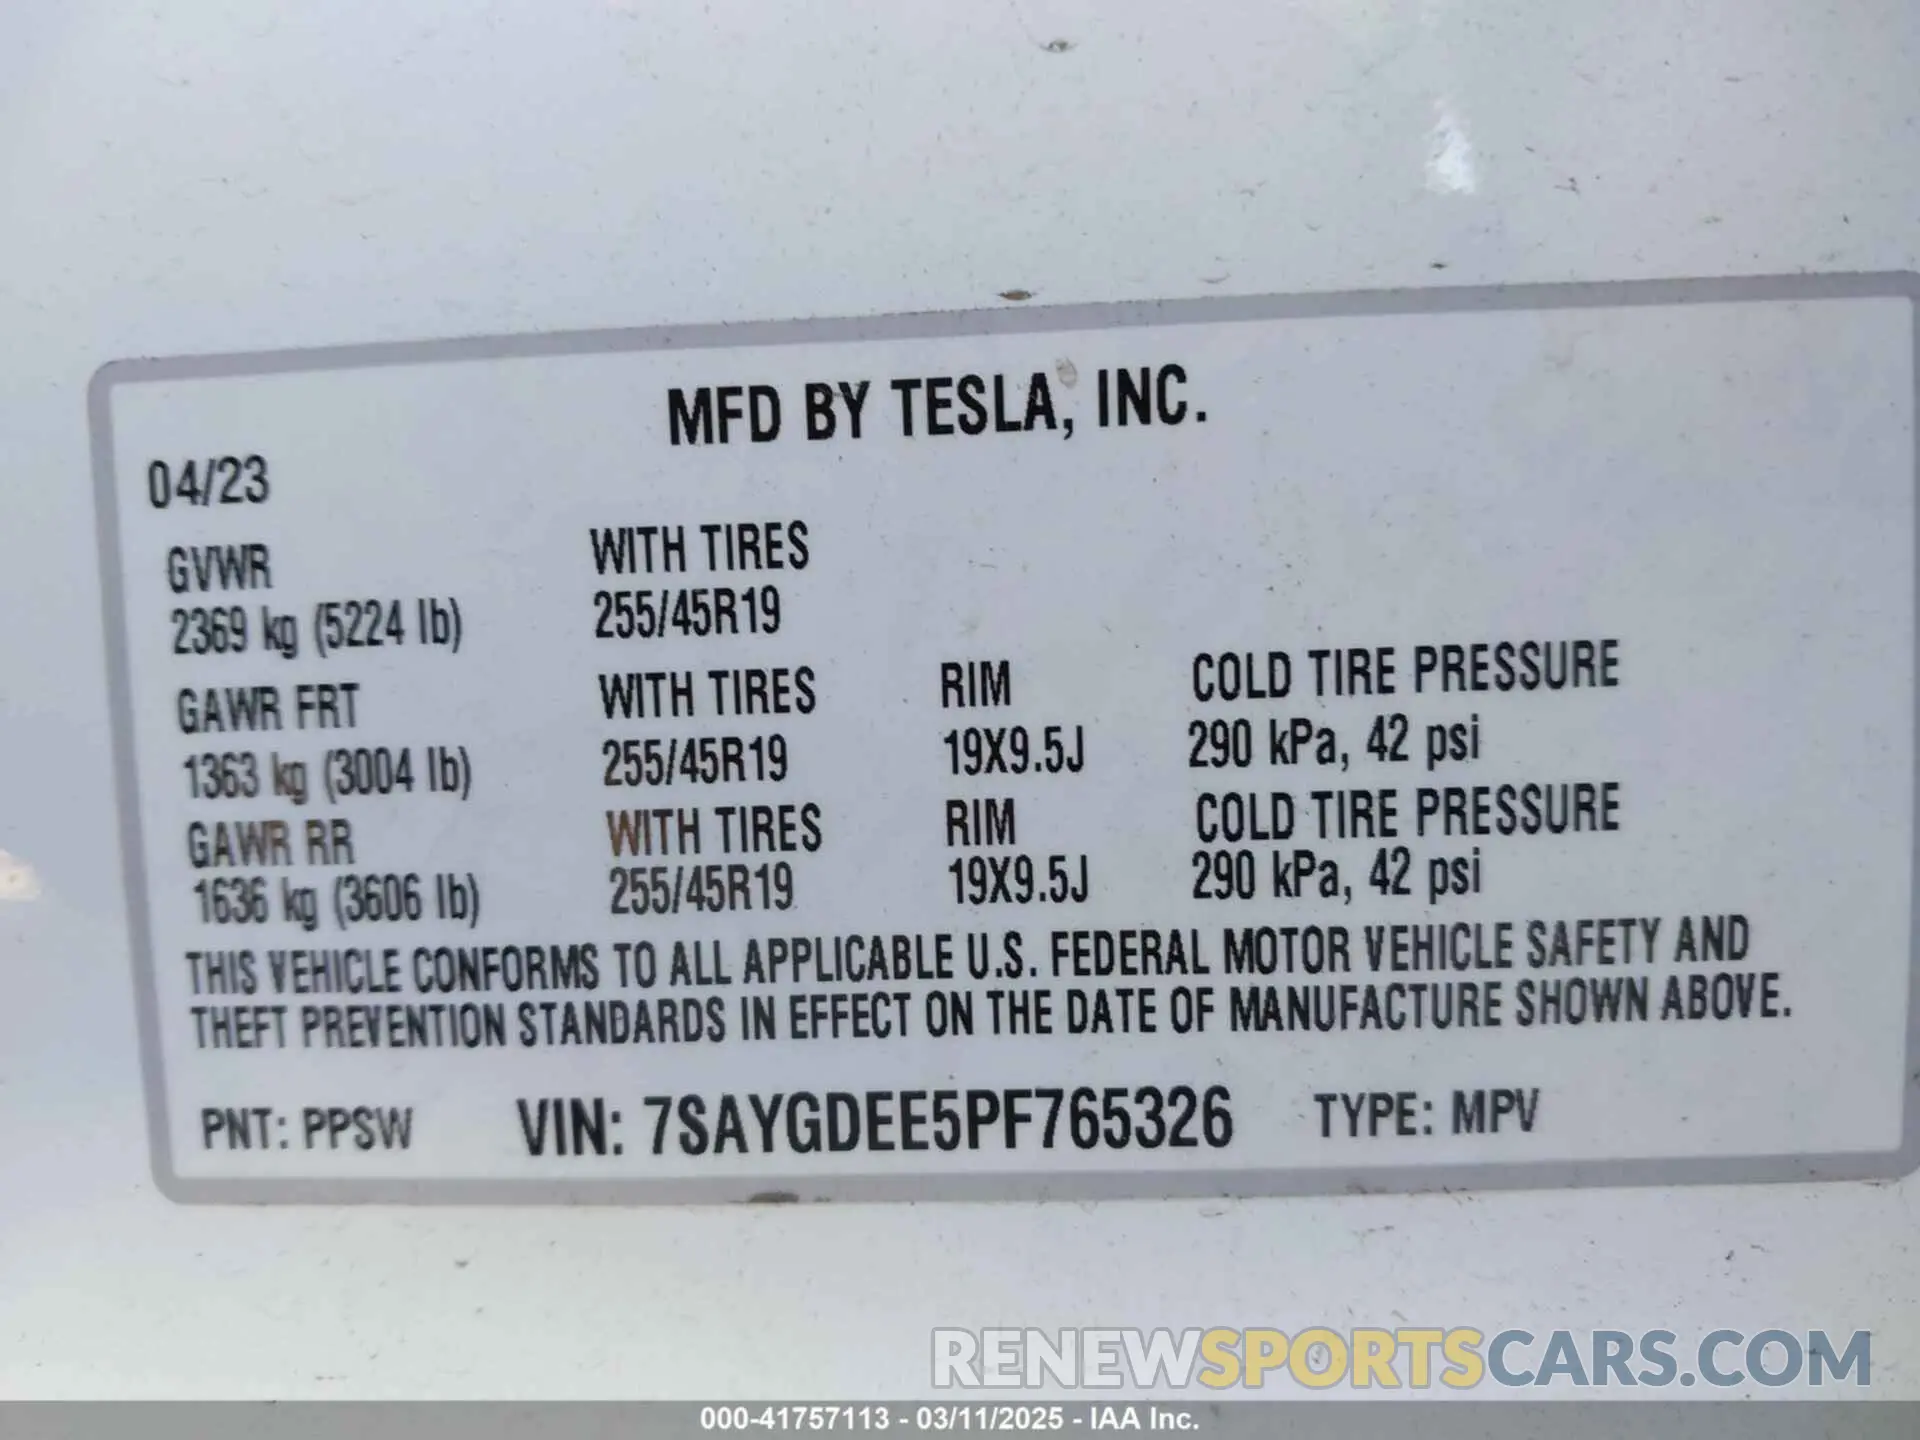 MFD BY TESLA, INC.
04/23
GVWR WITH TIRES
2369 kg (5224 lb) 255/45R19
GAWR FRT WITH TIRES RIM COLD TIRE PRESSURE
1363 kg (3004 lb) 255/45R19 19X9.5J 290 kPa, 42 psi
GAWR RR WITH TIRES RIM COLD TIRE PRESSURE
1636 kg (3606 lb) 255/45R19 19X9.5J 290 kPa, 42 psi
THIS VEHICLE CONFORMS TO ALL APPLICABLE U.S. FEDERAL MOTOR VEHICLE SAFETY AND
THEFT PREVENTION STANDARDS IN EFFECT ON THE DATE OF MANUFACTURE SHOWN ABOVE.
PNT: PPSW VIN: 7SAYGDEE5PF765326 TYPE: MPV
RENEWSPORTSCARS.COM
000-41757113 - 03/11/2025 - IAA Inc.